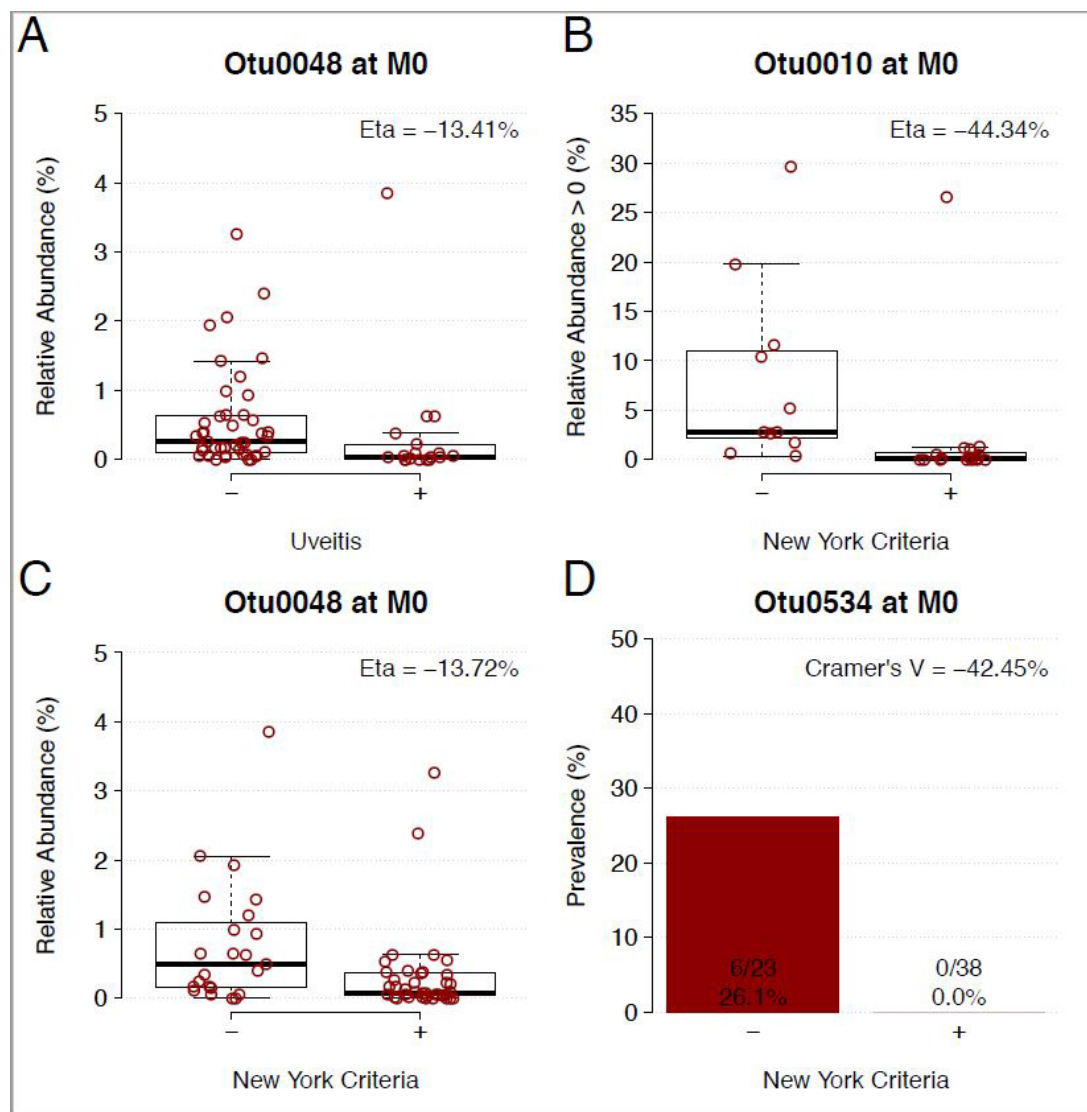 A
Otu0048 at M0
Eta = −13.41%
Relative Abundance (%)
5
4
3
2
1
0
−
+
Uveitis
B
Otu0010 at M0
Eta = −44.34%
Relative Abundance > 0 (%)
35
30
25
20
15
10
5
0
−
+
New York Criteria
C
Otu0048 at M0
Eta = −13.72%
Relative Abundance (%)
5
4
3
2
1
0
−
+
New York Criteria
D
Otu0534 at M0
Cramer's V = −42.45%
Prevalence (%)
50
40
30
20
10
0
6/23
26.1%
0/38
0.0%
−
+
New York Criteria